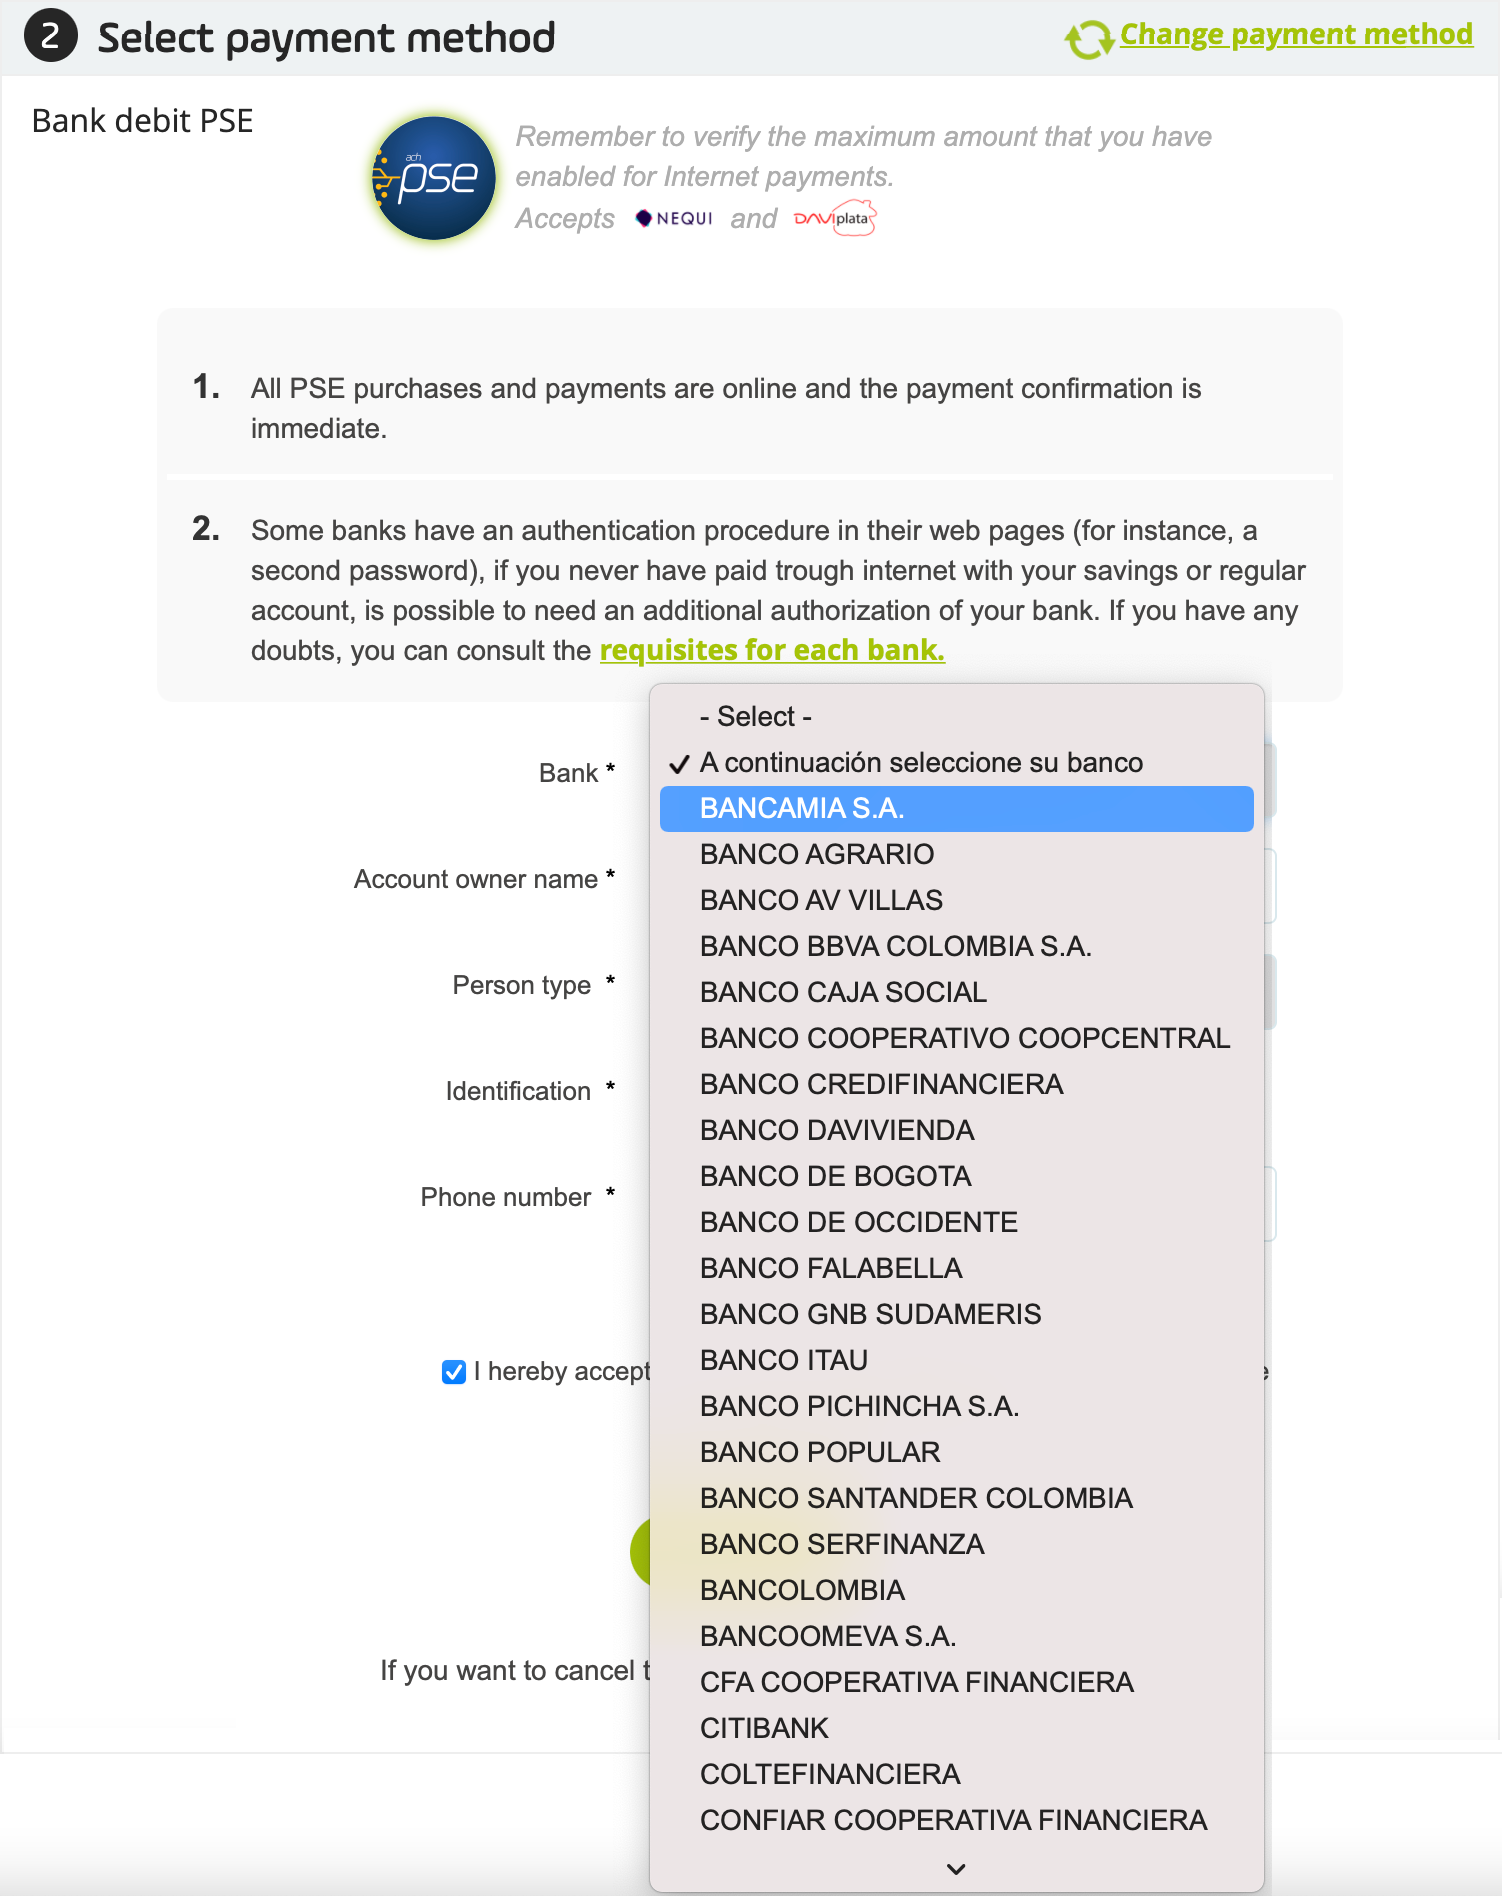 2 Select payment method
Change payment method
Bank debit PSE
ach
pse
Remember to verify the maximum amount that you have
enabled for Internet payments.
Accepts NEQUI and DAVIplata
1. All PSE purchases and payments are online and the payment confirmation is
immediate.
2. Some banks have an authentication procedure in their web pages (for instance, a
second password), if you never have paid trough internet with your savings or regular
account, is possible to need an additional authorization of your bank. If you have any
doubts, you can consult the requisites for each bank.
Bank *
Account owner name *
Person type *
Identification *
Phone number *
I hereby accept
If you want to cancel
- Select -
✓ A continuación seleccione su banco
BANCAMIA S.A.
BANCO AGRARIO
BANCO AV VILLAS
BANCO BBVA COLOMBIA S.A.
BANCO CAJA SOCIAL
BANCO COOPERATIVO COOPCENTRAL
BANCO CREDIFINANCIERA
BANCO DAVIVIENDA
BANCO DE BOGOTA
BANCO DE OCCIDENTE
BANCO FALABELLA
BANCO GNB SUDAMERIS
BANCO ITAU
BANCO PICHINCHA S.A.
BANCO POPULAR
BANCO SANTANDER COLOMBIA
BANCO SERFINANZA
BANCOLOMBIA
BANCOOMEVA S.A.
CFA COOPERATIVA FINANCIERA
CITIBANK
COLTEFINANCIERA
CONFIAR COOPERATIVA FINANCIERA